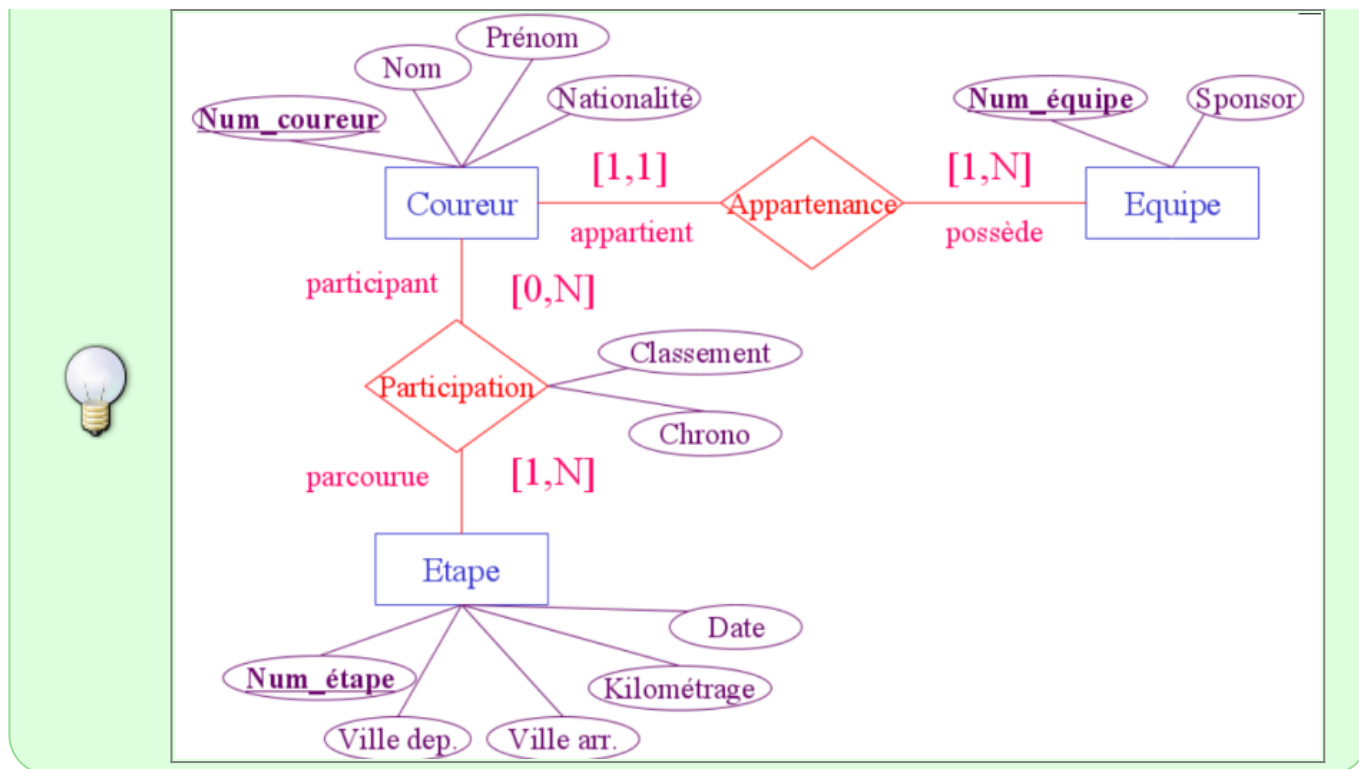 Prénom
Nom
Nationalité
Num_coureur
Num_équipe
Sponsor
[1,1]
[1,N]
Coureur
Appartenance
Equipe
appartient
possède
participant
[0,N]
Classement
Participation
Chrono
parcourue
[1,N]
Etape
Date
Num_étape
Kilométrage
Ville dep.
Ville arr.